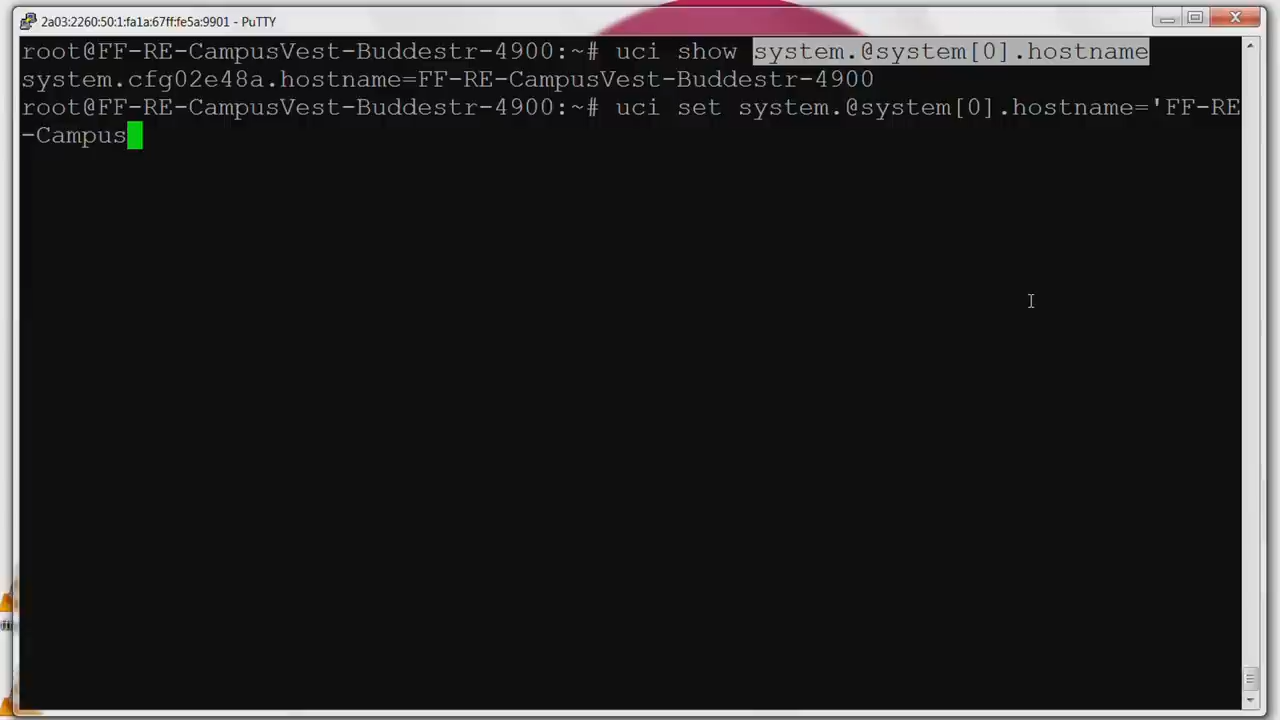 2a03:2260:50:1:fa1a:67ff:fe5a:9901 - PuTTY
root@FF-RE-CampusVest-Buddestr-4900:~# uci show system.@system[0].hostname
system.cfg02e48a.hostname=FF-RE-CampusVest-Buddestr-4900
root@FF-RE-CampusVest-Buddestr-4900:~# uci set system.@system[0].hostname='FF-RE
-Campus